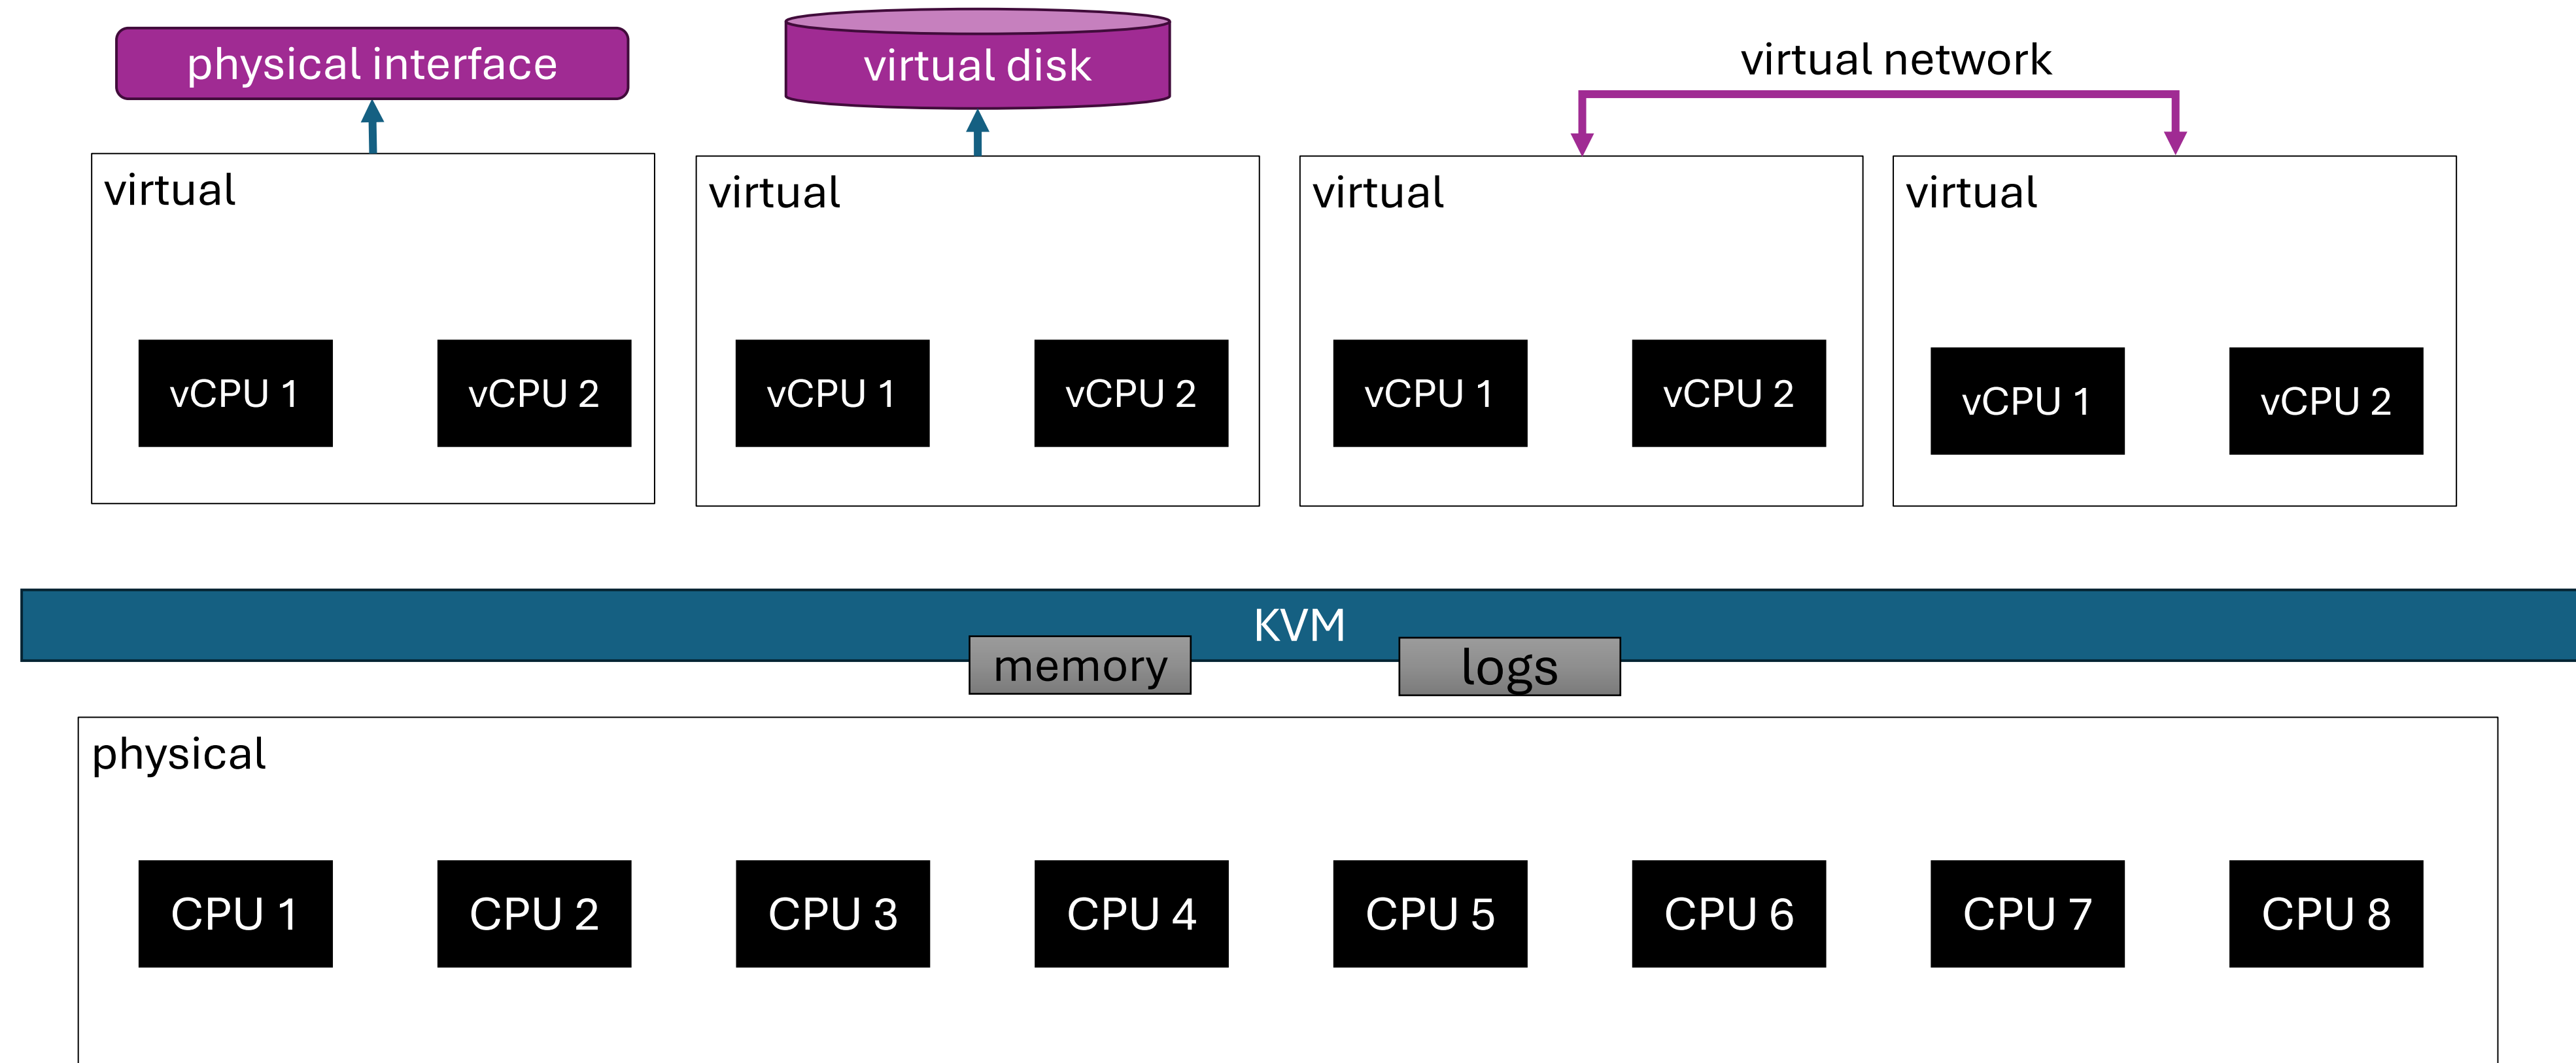 physical interface
virtual disk
virtual network
virtual
virtual
virtual
virtual
vCPU 1
vCPU 2
vCPU 1
vCPU 2
vCPU 1
vCPU 2
vCPU 1
vCPU 2
KVM
memory
logs
physical
CPU 1
CPU 2
CPU 3
CPU 4
CPU 5
CPU 6
CPU 7
CPU 8